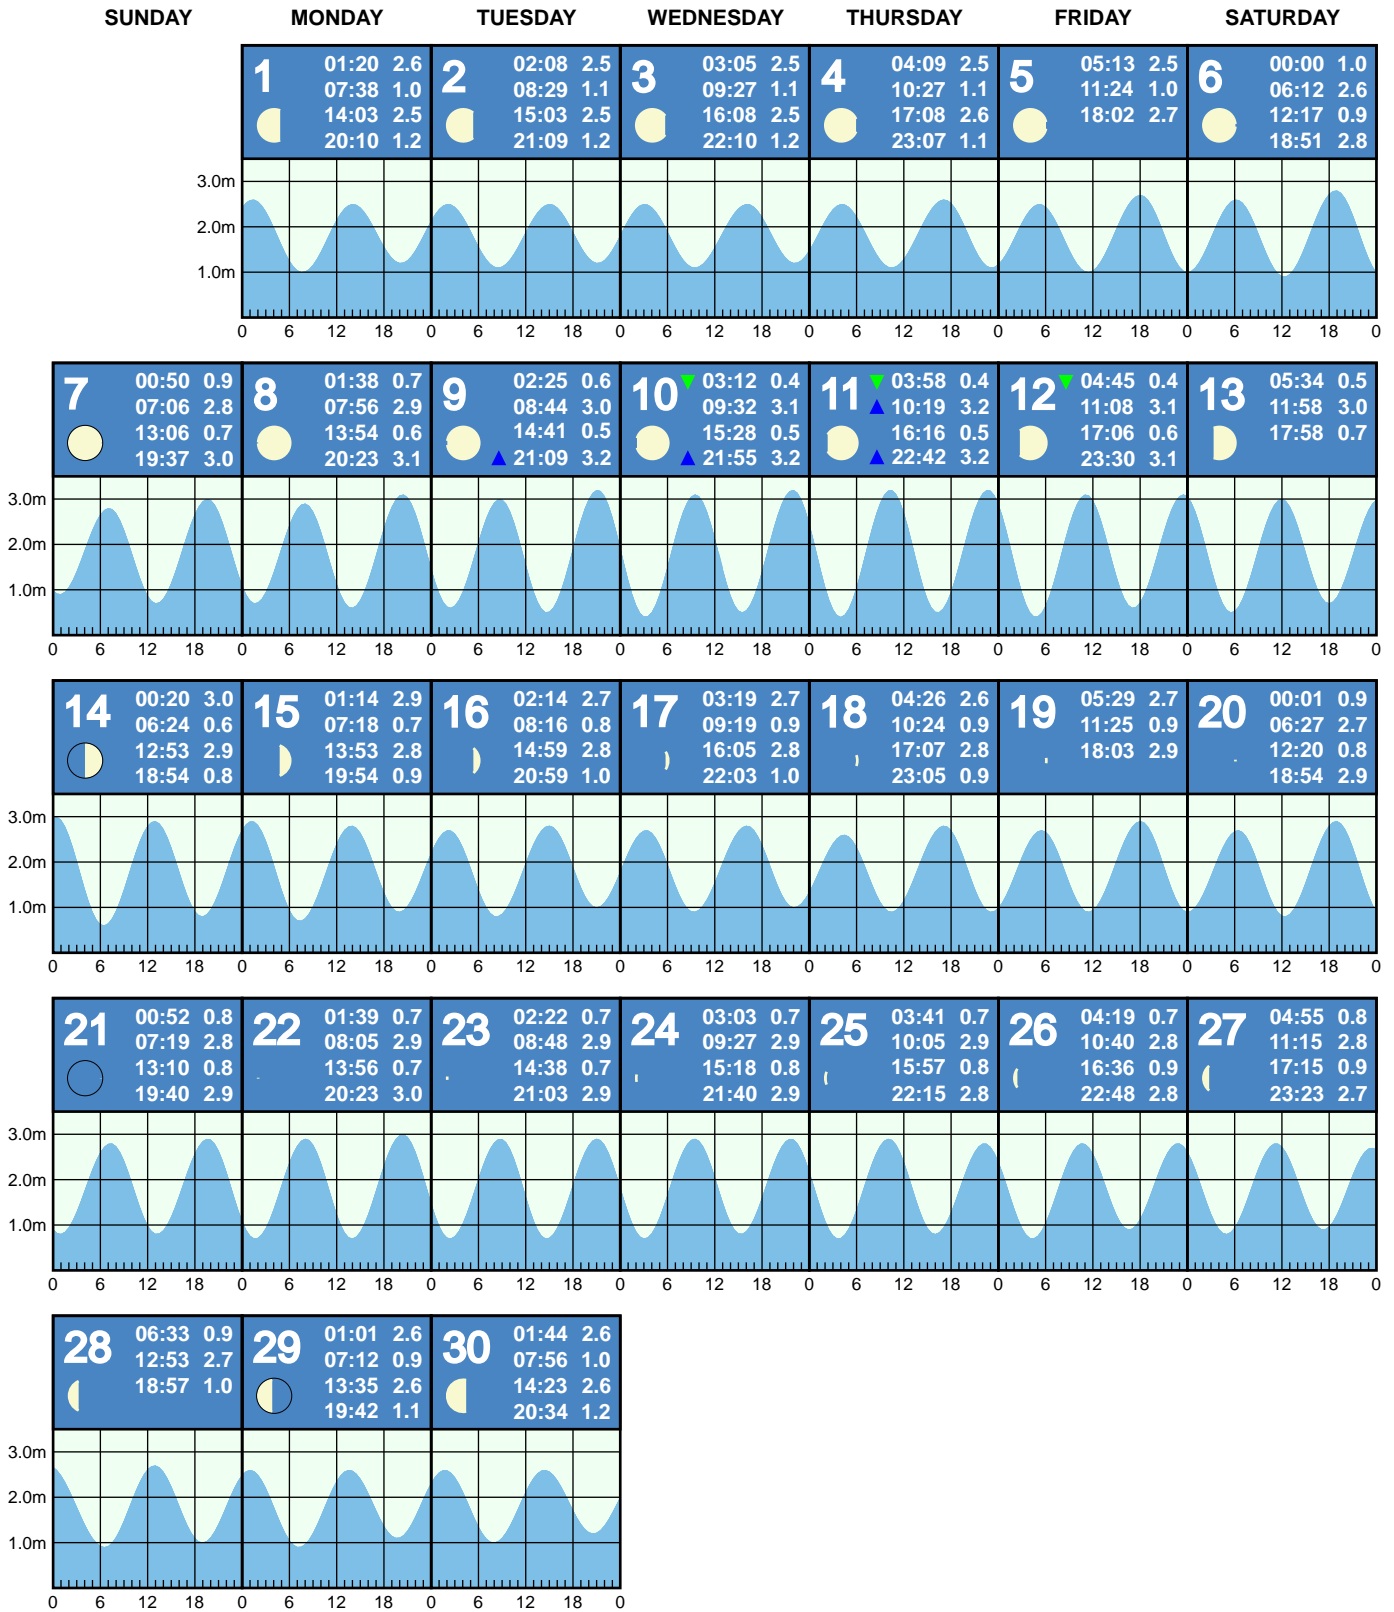 SUNDAY MONDAY TUESDAY WEDNESDAY THURSDAY FRIDAY SATURDAY
1 01:20 2.6
07:38 1.0
14:03 2.5
20:10 1.2
2 02:08 2.5
08:29 1.1
15:03 2.5
21:09 1.2
3 03:05 2.5
09:27 1.1
16:08 2.5
22:10 1.2
4 04:09 2.5
10:27 1.1
17:08 2.6
23:07 1.1
5 05:13 2.5
11:24 1.0
18:02 2.7
6 00:00 1.0
06:12 2.6
12:17 0.9
18:51 2.8
3.0m
2.0m
1.0m
0 6 12 18 0 6 12 18 0 6 12 18 0 6 12 18 0 6 12 18 0 6 12 18 0
7 00:50 0.9
07:06 2.8
13:06 0.7
19:37 3.0
8 01:38 0.7
07:56 2.9
13:54 0.6
20:23 3.1
9 02:25 0.6
08:44 3.0
14:41 0.5
21:09 3.2
10 03:12 0.4
09:32 3.1
15:28 0.5
21:55 3.2
11 03:58 0.4
10:19 3.2
16:16 0.5
22:42 3.2
12 04:45 0.4
11:08 3.1
17:06 0.6
23:30 3.1
13 05:34 0.5
11:58 3.0
17:58 0.7
3.0m
2.0m
1.0m
0 6 12 18 0 6 12 18 0 6 12 18 0 6 12 18 0 6 12 18 0 6 12 18 0 6 12 18 0
14 00:20 3.0
06:24 0.6
12:53 2.9
18:54 0.8
15 01:14 2.9
07:18 0.7
13:53 2.8
19:54 0.9
16 02:14 2.7
08:16 0.8
14:59 2.8
20:59 1.0
17 03:19 2.7
09:19 0.9
16:05 2.8
22:03 1.0
18 04:26 2.6
10:24 0.9
17:07 2.8
23:05 0.9
19 05:29 2.7
11:25 0.9
18:03 2.9
20 00:01 0.9
06:27 2.7
12:20 0.8
18:54 2.9
3.0m
2.0m
1.0m
0 6 12 18 0 6 12 18 0 6 12 18 0 6 12 18 0 6 12 18 0 6 12 18 0 6 12 18 0
21 00:52 0.8
07:19 2.8
13:10 0.8
19:40 2.9
22 01:39 0.7
08:05 2.9
13:56 0.7
20:23 3.0
23 02:22 0.7
08:48 2.9
14:38 0.7
21:03 2.9
24 03:03 0.7
09:27 2.9
15:18 0.8
21:40 2.9
25 03:41 0.7
10:05 2.9
15:57 0.8
22:15 2.8
26 04:19 0.7
10:40 2.8
16:36 0.9
22:48 2.8
27 04:55 0.8
11:15 2.8
17:15 0.9
23:23 2.7
3.0m
2.0m
1.0m
0 6 12 18 0 6 12 18 0 6 12 18 0 6 12 18 0 6 12 18 0 6 12 18 0 6 12 18 0
28 06:33 0.9
12:53 2.7
18:57 1.0
29 01:01 2.6
07:12 0.9
13:35 2.6
19:42 1.1
30 01:44 2.6
07:56 1.0
14:23 2.6
20:34 1.2
3.0m
2.0m
1.0m
0 6 12 18 0 6 12 18 0 6 12 18 0